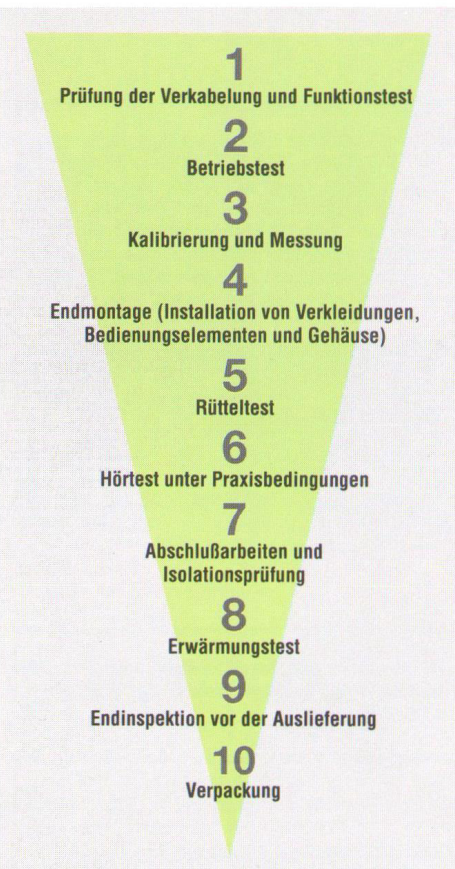 1
Prüfung der Verkabelung und Funktionstest
2
Betriebstest
3
Kalibrierung und Messung
4
Endmontage (Installation von Verkleidungen,
Bedienungselementen und Gehäuse)
5
Rütteltest
6
Hörtest unter Praxisbedingungen
7
Abschlußarbeiten und
Isolationsprüfung
8
Erwärmungstest
9
Endinspektion vor der Auslieferung
10
Verpackung